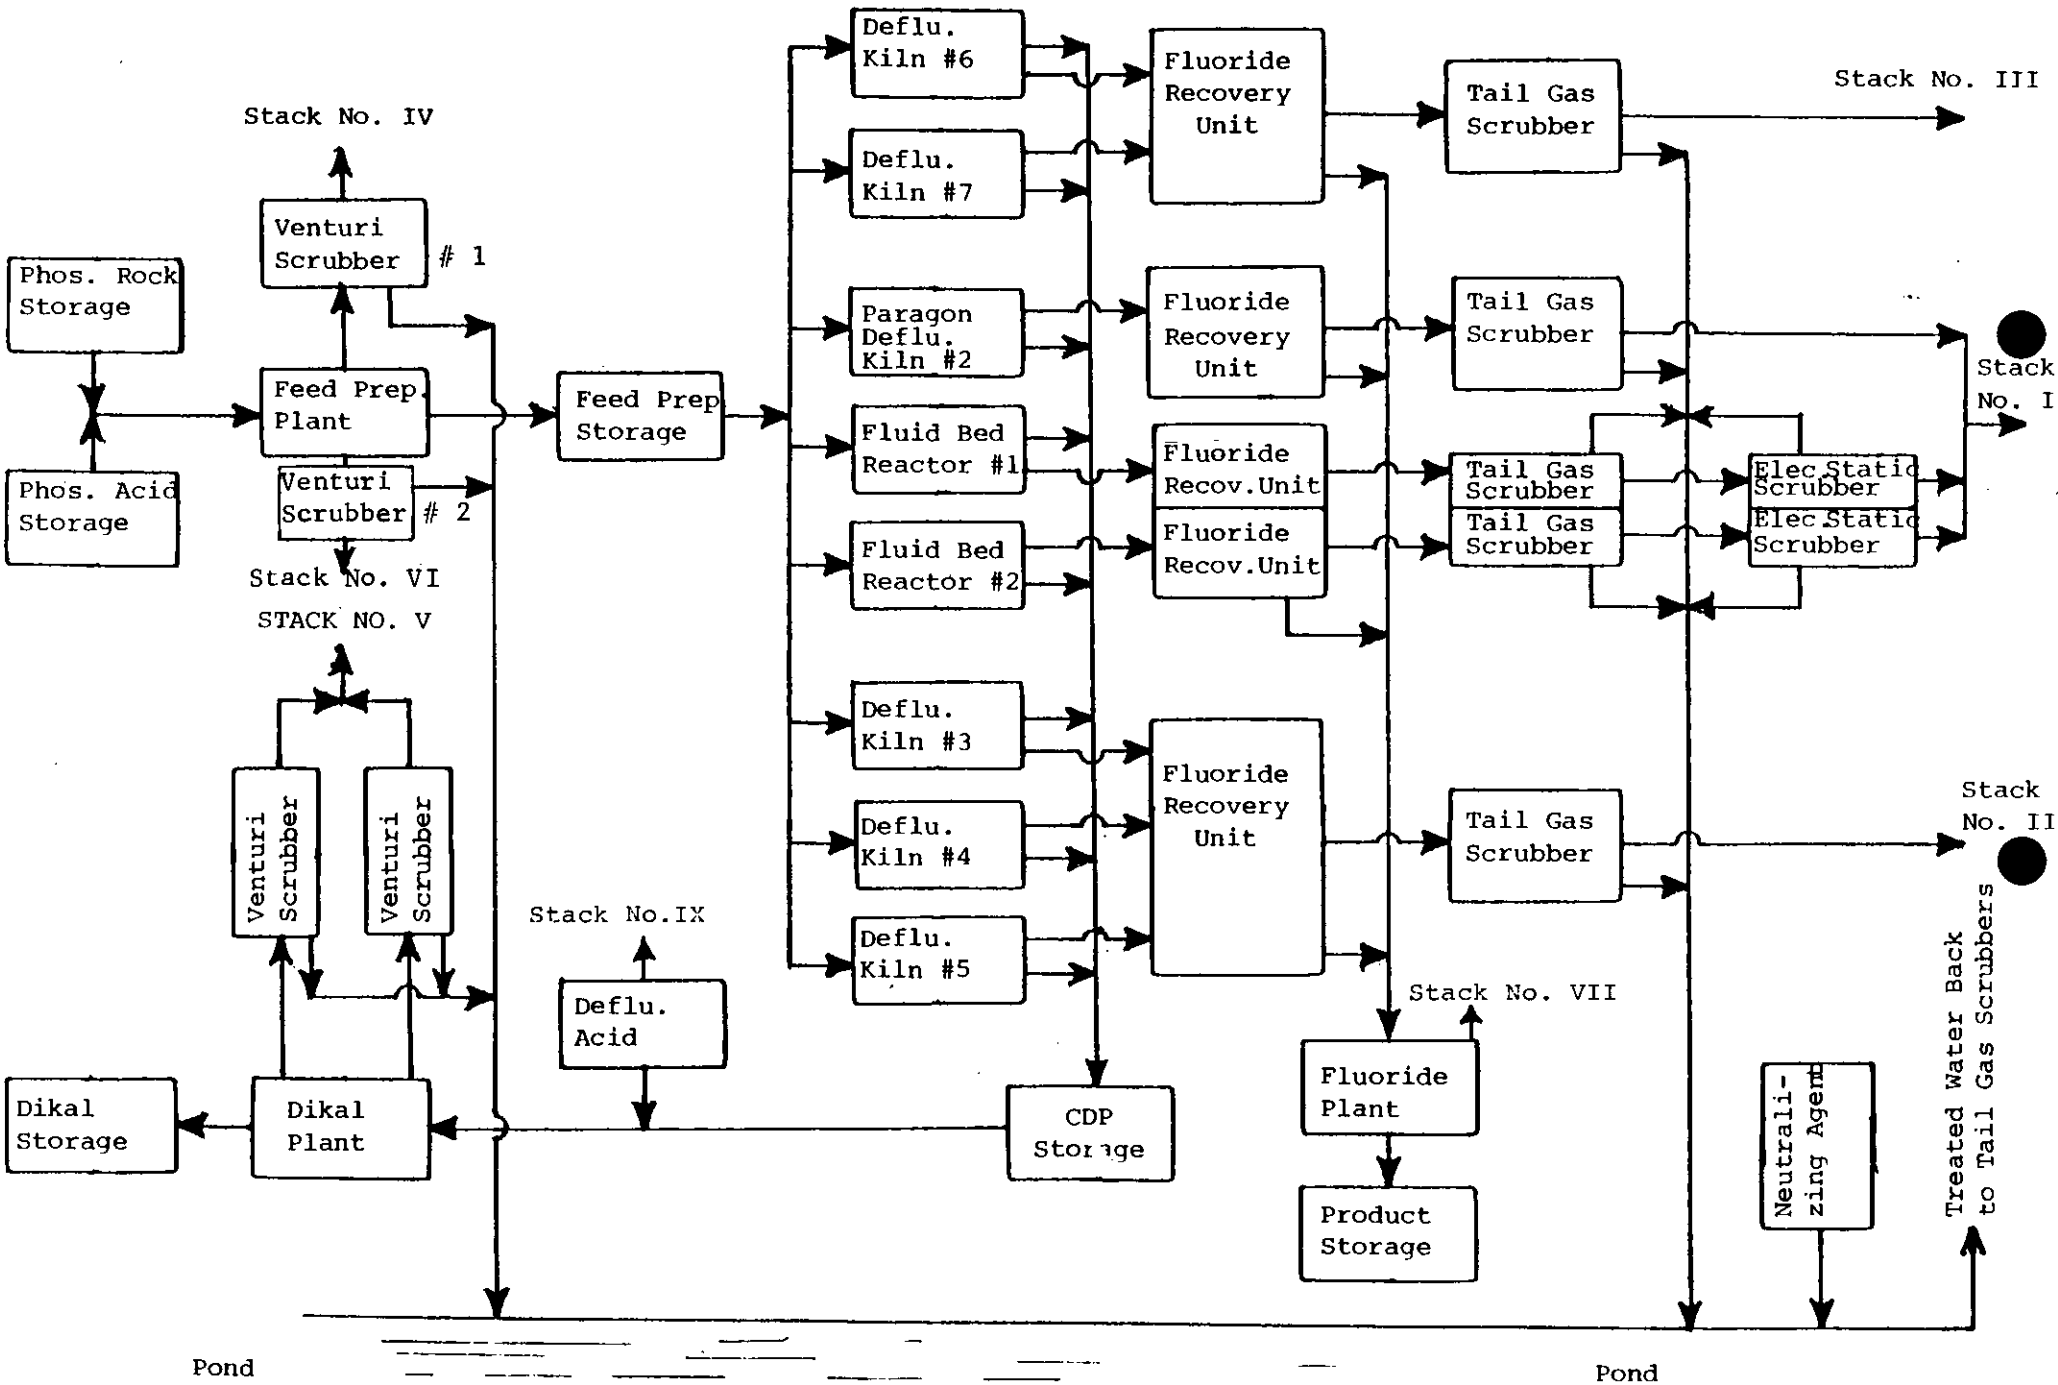 Deflu.
Kiln #6
Fluoride
Recovery
Unit
Tail Gas
Scrubber
Stack No. III
Stack No. IV
Deflu.
Kiln #7
Venturi
Scrubber
# 1
Phos. Rock
Storage
Paragon
Deflu.
Kiln #2
Fluoride
Recovery
Unit
Tail Gas
Scrubber
Stack
No. I
Feed Prep.
Plant
Feed Prep
Storage
Fluid Bed
Reactor #1
Fluoride
Recov.Unit
Tail Gas
Scrubber
Elec.Static
Scrubber
Phos. Acid
Storage
Venturi
Scrubber
# 2
Fluid Bed
Reactor #2
Fluoride
Recov.Unit
Tail Gas
Scrubber
Elec.Static
Scrubber
Stack No. VI
STACK NO. V
Deflu.
Kiln #3
Fluoride
Recovery
Unit
Tail Gas
Scrubber
Stack
No. II
Venturi
Scrubber
Venturi
Scrubber
Deflu.
Kiln #4
Stack No.IX
Deflu.
Kiln #5
Deflu.
Acid
Stack No. VII
Treated Water Back
to Tail Gas Scrubbers
Dikal
Storage
Dikal
Plant
CDP
Storage
Fluoride
Plant
Neutrali-
zing Agent
Product
Storage
Pond
Pond